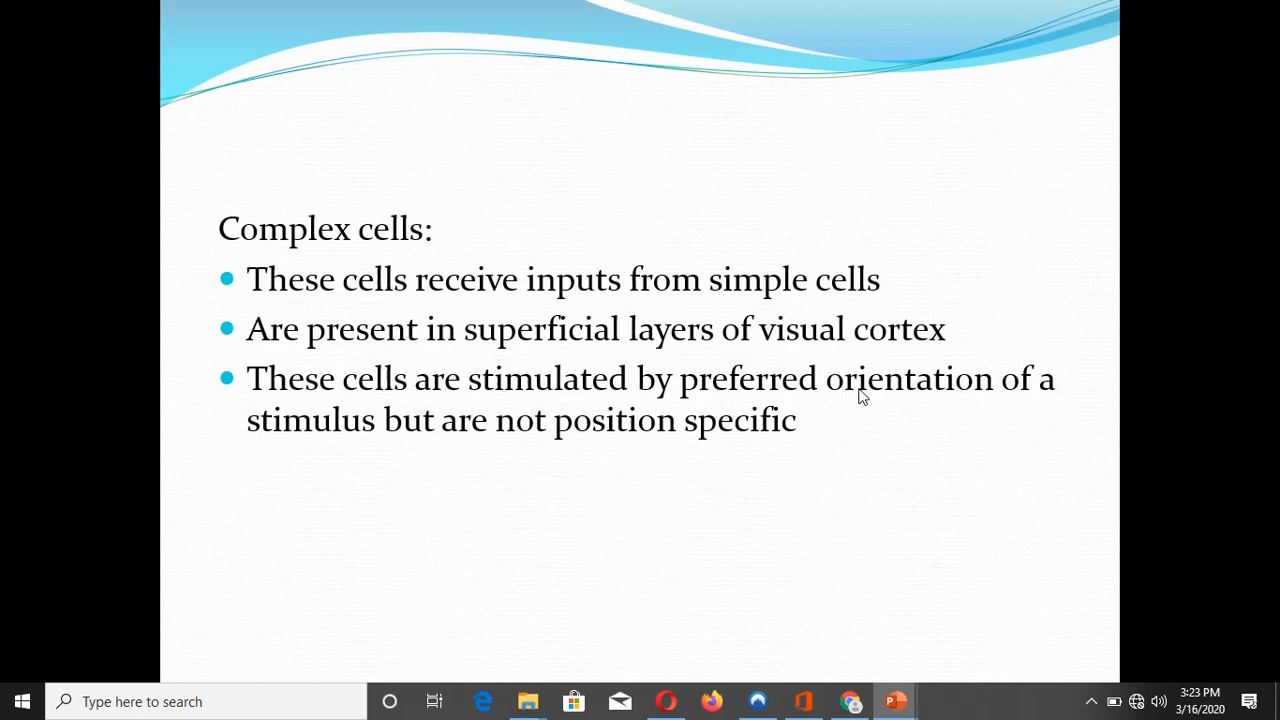 Complex cells:
These cells receive inputs from simple cells
Are present in superficial layers of visual cortex
These cells are stimulated by preferred orientation of a
stimulus but are not position specific
Type here to search
3:23 PM
3/16/2020